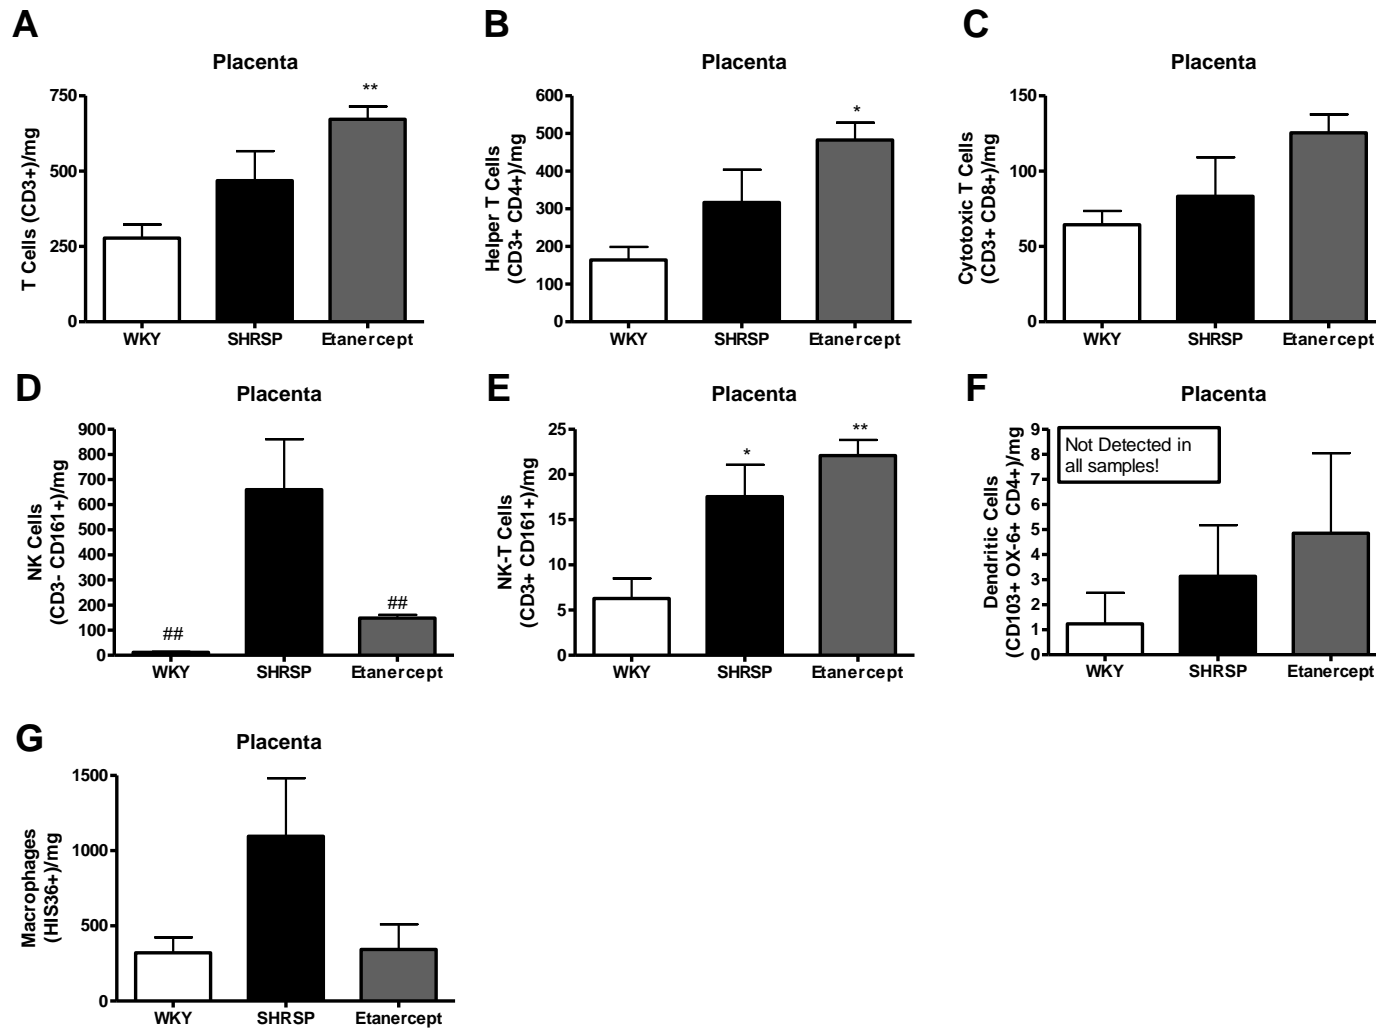 A
Placenta
T Cells (CD3+)/mg
750
500
250
0
**
WKY
SHRSP
Etanercept
B
Placenta
Helper T Cells
(CD3+ CD4+)/mg
600
500
400
300
200
100
0
*
WKY
SHRSP
Etanercept
C
Placenta
Cytotoxic T Cells
(CD3+ CD8+)/mg
150
100
50
0
WKY
SHRSP
Etanercept
D
Placenta
NK Cells
(CD3- CD161+)/mg
900
800
700
600
500
400
300
200
100
0
##
##
WKY
SHRSP
Etanercept
E
Placenta
NK-T Cells
(CD3+ CD161+)/mg
25
20
15
10
5
0
*
**
WKY
SHRSP
Etanercept
F
Placenta
Dendritic Cells
(CD103+ OX-6+ CD4+)/mg
9
8
7
6
5
4
3
2
1
0
Not Detected in
all samples!
WKY
SHRSP
Etanercept
G
Placenta
Macrophages
(HIS36+)/mg
1500
1000
500
0
WKY
SHRSP
Etanercept